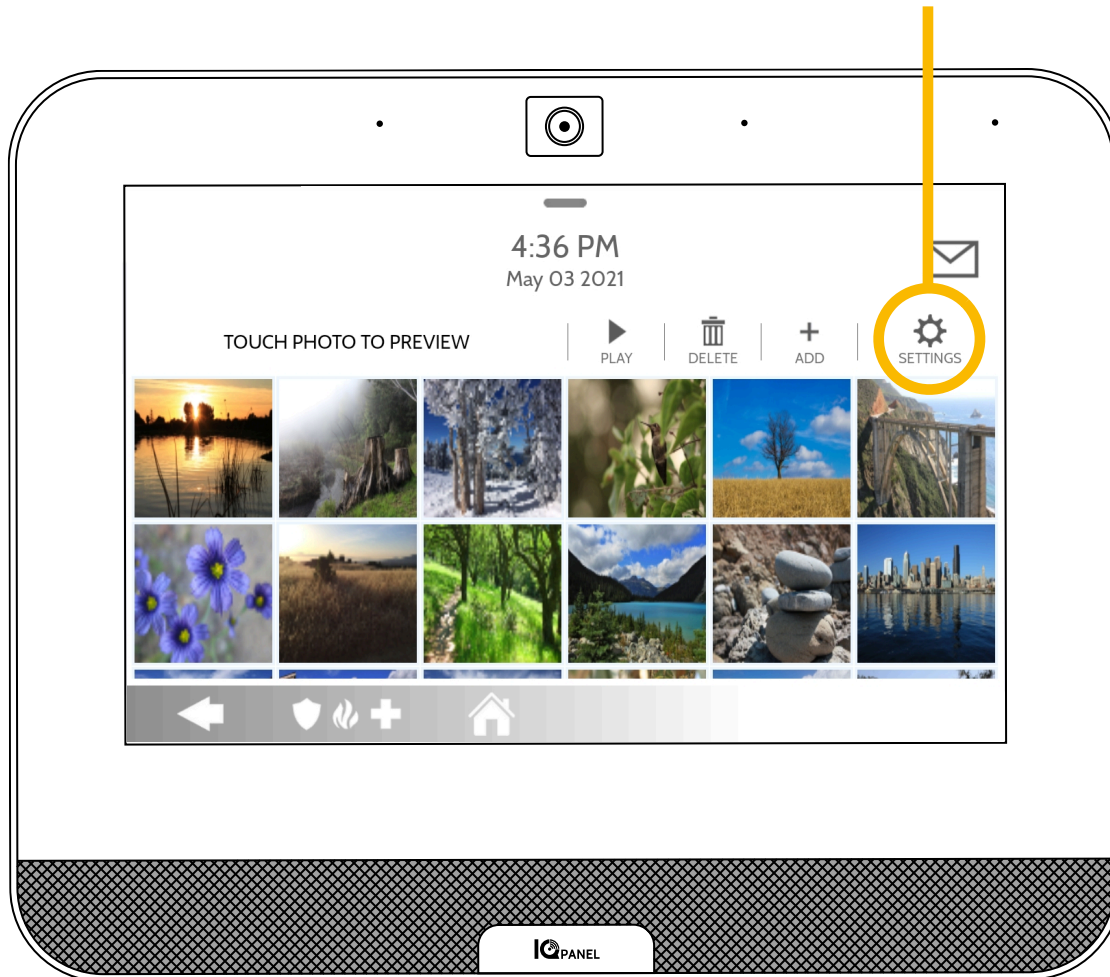 4:36 PM
May 03 2021
TOUCH PHOTO TO PREVIEW
PLAY
DELETE
ADD
SETTINGS
IQ PANEL